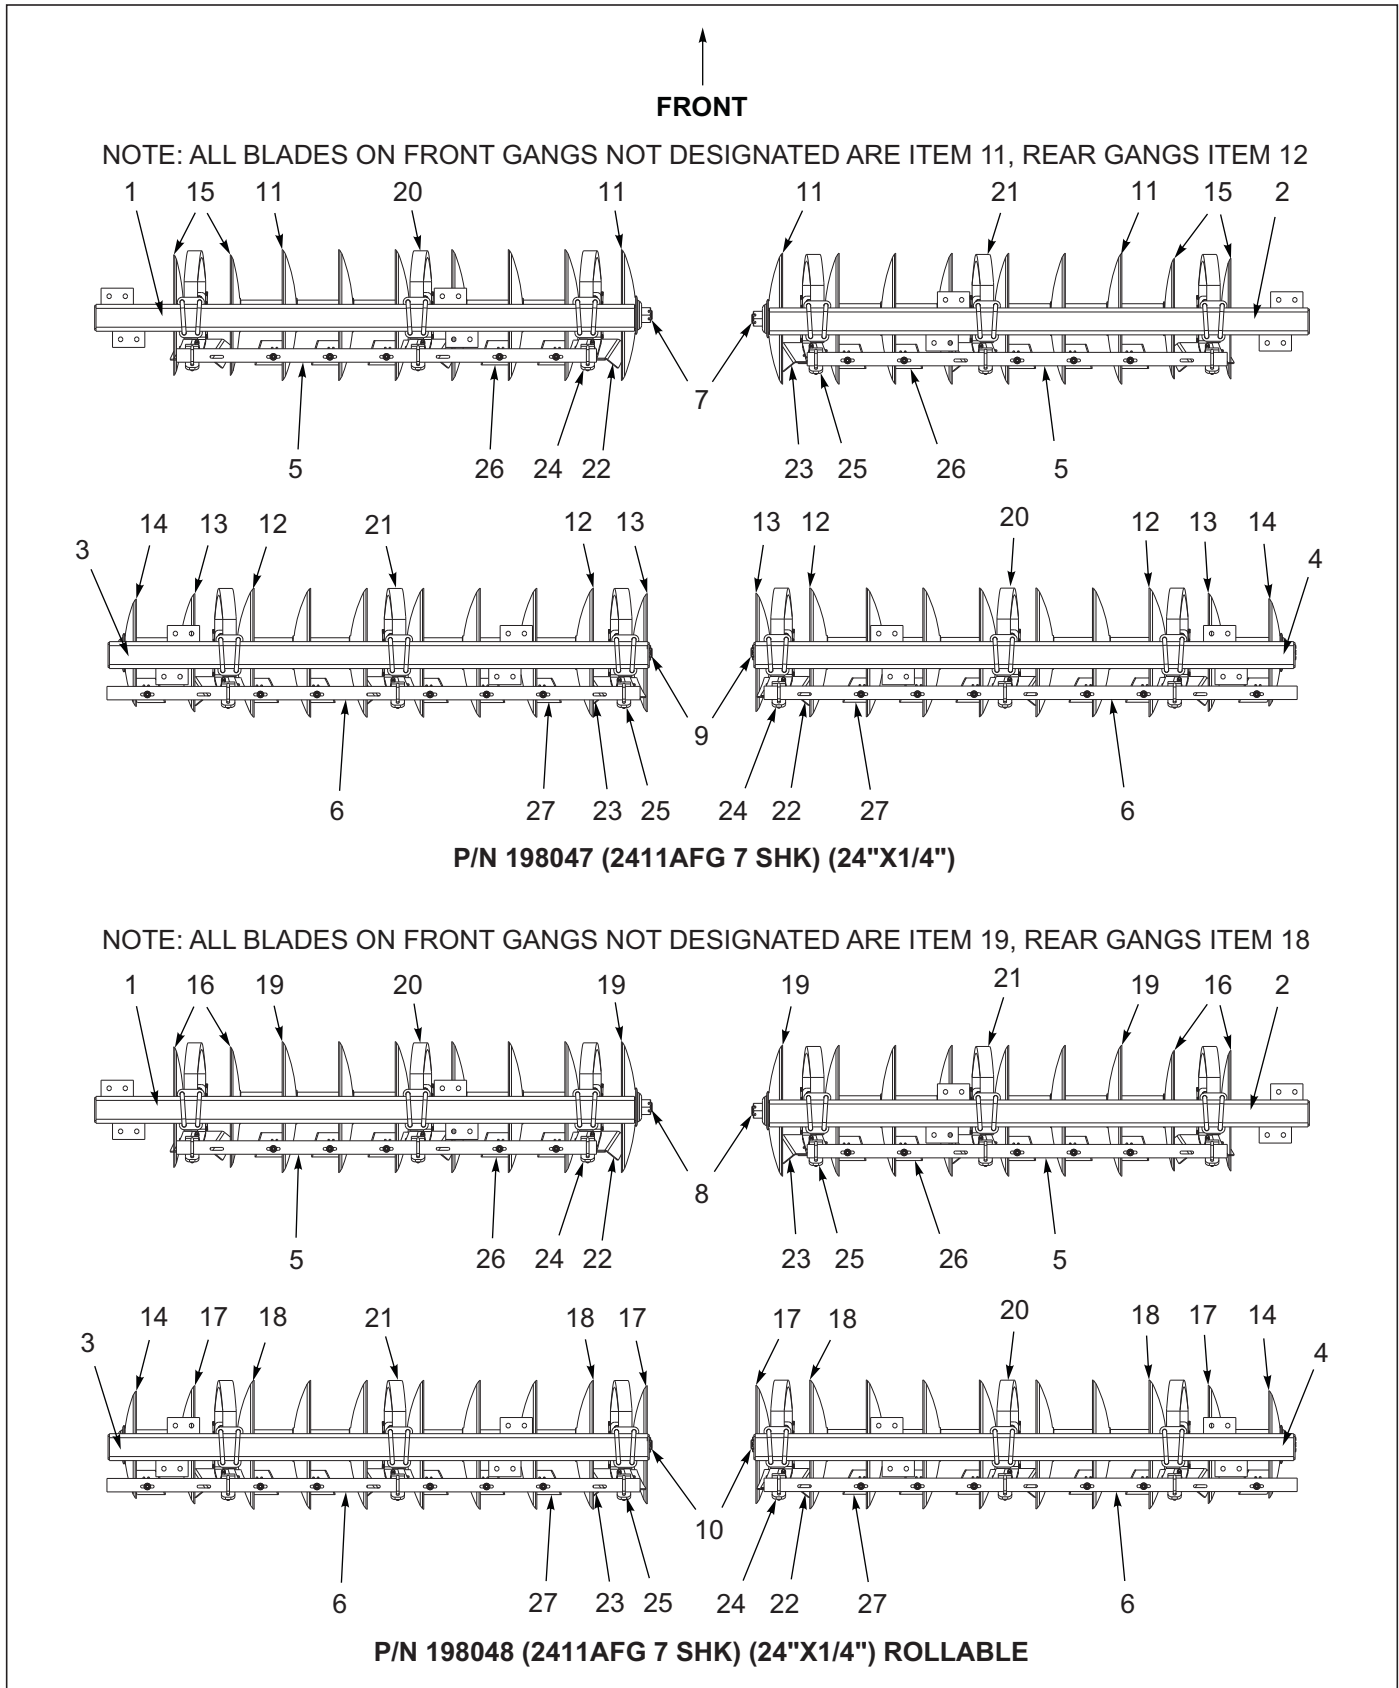 FRONT
NOTE: ALL BLADES ON FRONT GANGS NOT DESIGNATED ARE ITEM 11, REAR GANGS ITEM 12
1 15 11 20 11 11 21 11 15 2
7
5 26 24 22 23 25 26 5
3 14 13 12 21 12 13 13 12 20 12 13 14 4
9
6 27 23 25 24 22 27 6
P/N 198047 (2411AFG 7 SHK) (24"X1/4")
NOTE: ALL BLADES ON FRONT GANGS NOT DESIGNATED ARE ITEM 19, REAR GANGS ITEM 18
1 16 19 20 19 19 21 19 16 2
8
5 26 24 22 23 25 26 5
3 14 17 18 21 18 17 17 18 20 18 17 14 4
10
6 27 23 25 24 22 27 6
P/N 198048 (2411AFG 7 SHK) (24"X1/4") ROLLABLE